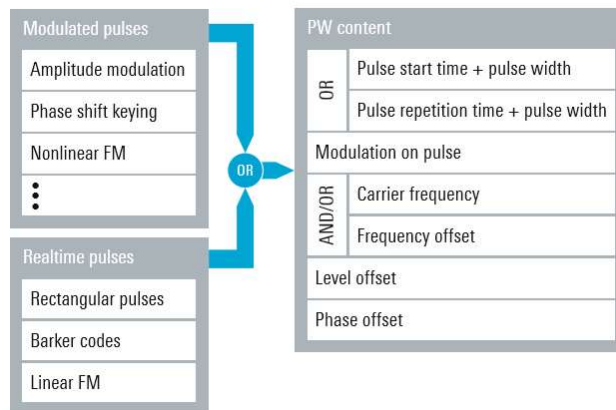 Modulated pulses
Amplitude modulation
Phase shift keying
Nonlinear FM
Realtime pulses
Rectangular pulses
Barker codes
Linear FM
OR
PW content
OR
Pulse start time + pulse width
Pulse repetition time + pulse width
Modulation on pulse
AND/OR
Carrier frequency
Frequency offset
Level offset
Phase offset